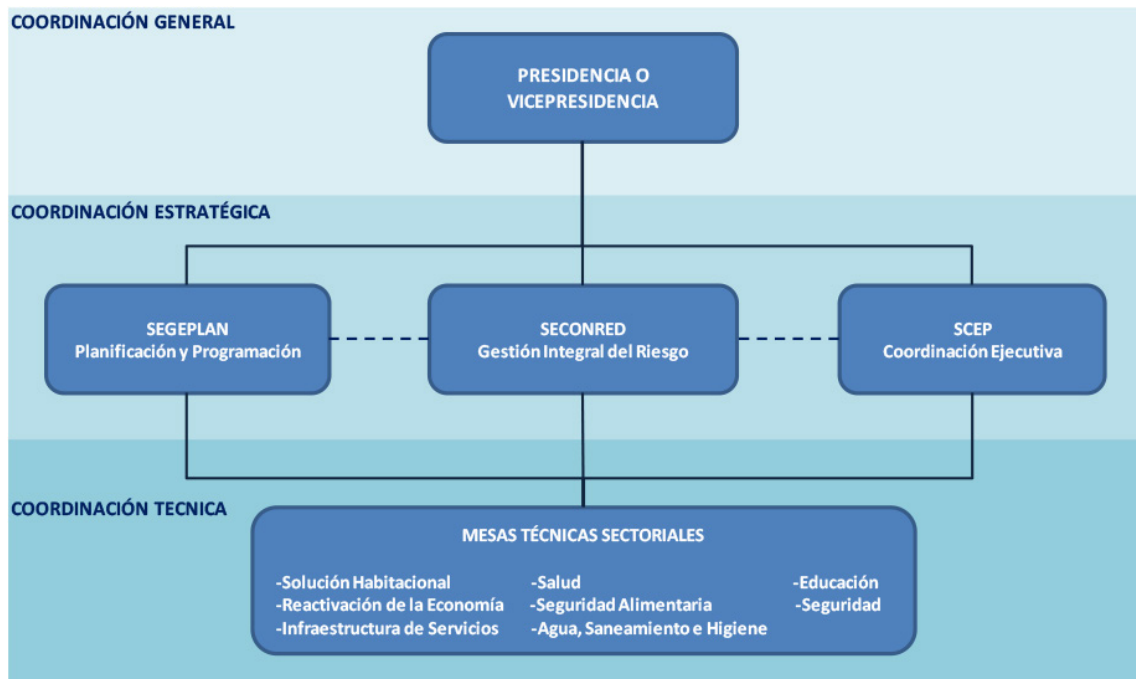 COORDINACIÓN GENERAL
PRESIDENCIA O
VICEPRESIDENCIA
COORDINACIÓN ESTRATÉGICA
SEGEPLAN
Planificación y Programación
SECONRED
Gestión Integral del Riesgo
SCEP
Coordinación Ejecutiva
COORDINACIÓN TECNICA
MESAS TÉCNICAS SECTORIALES
-Solución Habitacional
-Reactivación de la Economía
-Infraestructura de Servicios
-Salud
-Seguridad Alimentaria
-Agua, Saneamiento e Higiene
-Educación
-Seguridad